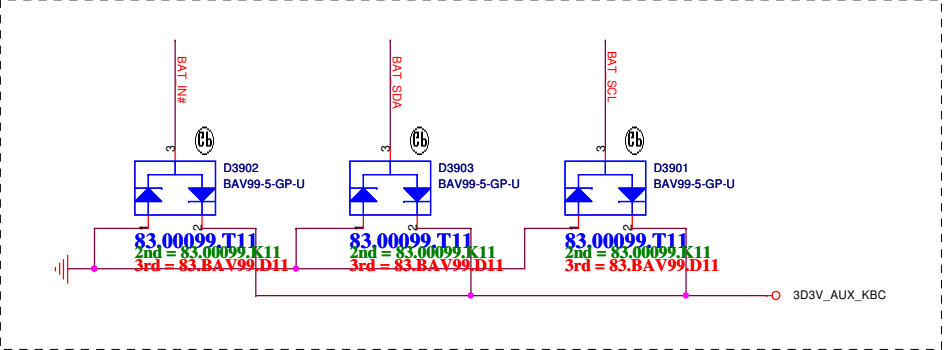 BAT_IN#
BAT_SDA
BAT_SCL
3
3
3
D3902
BAV99-5-GP-U
D3903
BAV99-5-GP-U
D3901
BAV99-5-GP-U
1
2
1
2
1
2
83.00099.T11
2nd = 83.00099.K11
3rd = 83.BAV99.D11
83.00099.T11
2nd = 83.00099.K11
3rd = 83.BAV99.D11
83.00099.T11
2nd = 83.00099.K11
3rd = 83.BAV99.D11
3D3V_AUX_KBC